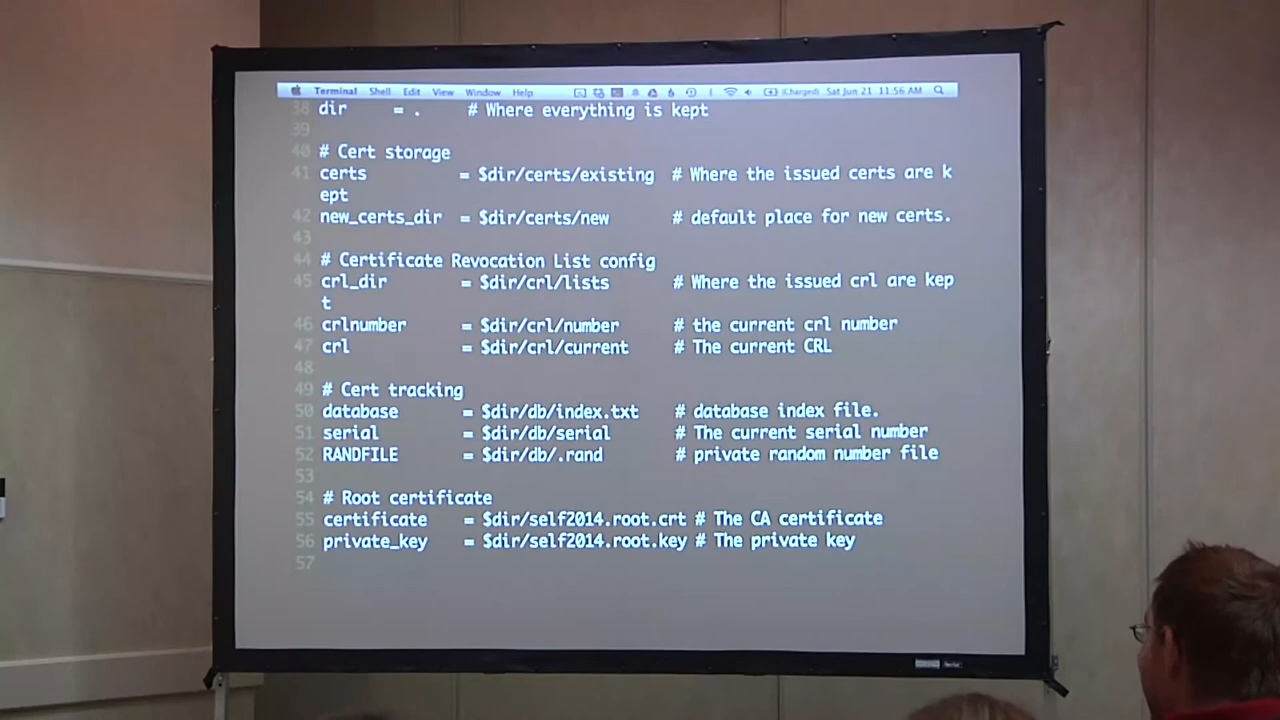 Terminal Shell Edit View Window Help (Charged) Sat Jun 21 11:56 AM
38 dir = . # Where everything is kept
39
40 # Cert storage
41 certs = $dir/certs/existing # Where the issued certs are k
ept
42 new_certs_dir = $dir/certs/new # default place for new certs.
43
44 # Certificate Revocation List config
45 crl_dir = $dir/crl/lists # Where the issued crl are kep
t
46 crlnumber = $dir/crl/number # the current crl number
47 crl = $dir/crl/current # The current CRL
48
49 # Cert tracking
50 database = $dir/db/index.txt # database index file.
51 serial = $dir/db/serial # The current serial number
52 RANDFILE = $dir/db/.rand # private random number file
53
54 # Root certificate
55 certificate = $dir/self2014.root.crt # The CA certificate
56 private_key = $dir/self2014.root.key # The private key
57